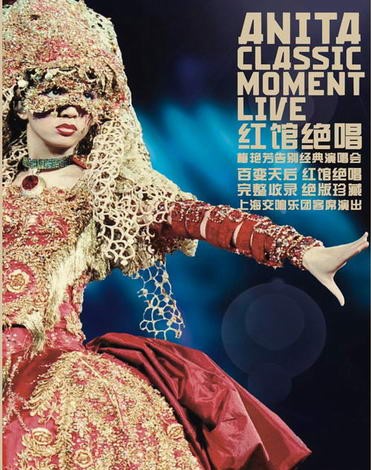 ANITA
CLASSIC
MOMENT
LIVE
红馆绝唱
梅艳芳告别经典演唱会
百变天后 红馆绝唱
完整收录 绝版珍藏
上海交响乐团客席演出